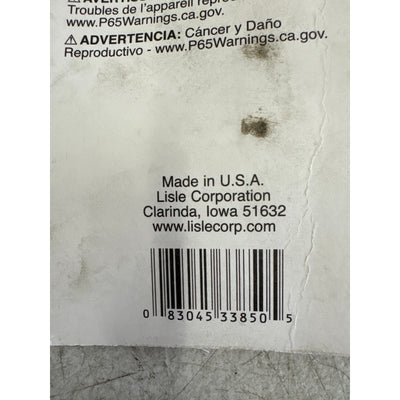 Troubles de l'appareil reproduc
- www.P65Warnings.ca.gov.
⚠ ADVERTENCIA: Cáncer y Daño
Reproductivo - www.P65Warnings.ca.gov.
Made in U.S.A.
Lisle Corporation
Clarinda, Iowa 51632
www.lislecorp.com
0 83045 33850 5